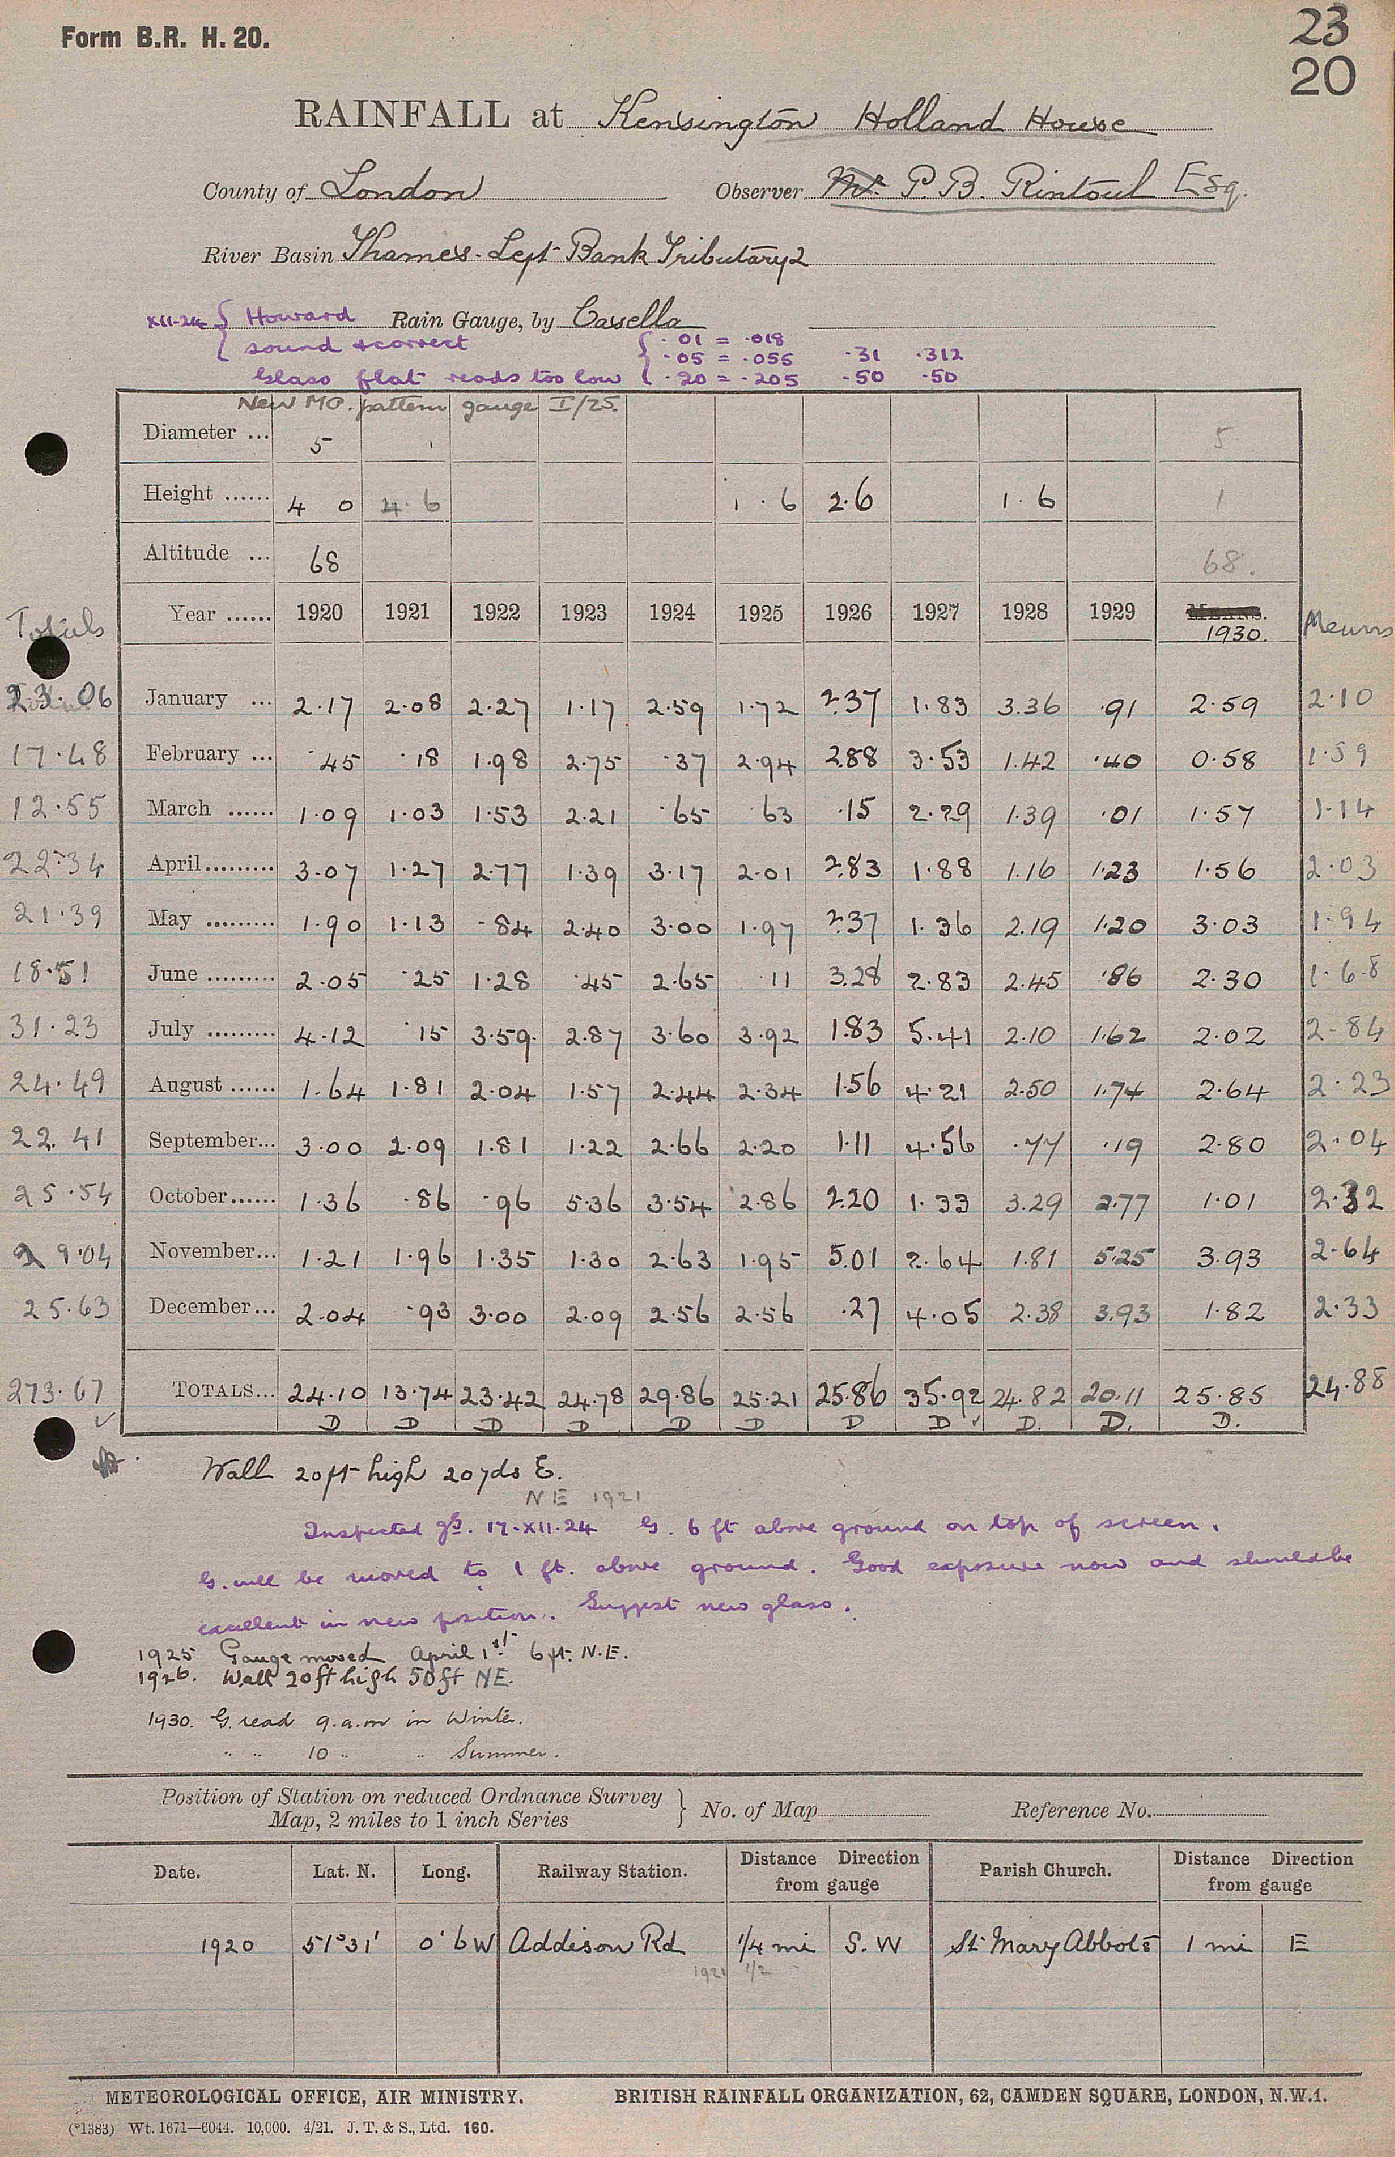 Form B.R. H. 20.
23
20
RAINFALL at Kensington Holland House
County of London Observer Mr. P. B. Rintoul Esq.
River Basin Thames - Left Bank Tributary 2
XII-24 { Howard Rain Gauge, by Casella
sound & correct { .01 = .018
.05 = .055 .31 .312
Glass flat reads too low .20 = .205 .50 .50
New MO. pattern gauge I/25.
Diameter ... 5 5
Height ...... 4 0 4.6 1.6 2.6 1.6 1
Altitude ... 68 68.
Totals Year ...... 1920 1921 1922 1923 1924 1925 1926 1927 1928 1929 MEANS. 1930. Means
23.06 January ... 2.17 2.08 2.27 1.17 2.59 1.72 2.37 1.83 3.36 .91 2.59 2.10
17.48 February ... .45 .18 1.98 2.75 .37 2.94 2.88 3.53 1.42 .40 0.58 1.59
12.55 March ...... 1.09 1.03 1.53 2.21 .65 .63 .15 2.29 1.39 .01 1.57 1.14
22.34 April......... 3.07 1.27 2.77 1.39 3.17 2.01 2.83 1.88 1.16 1.23 1.56 2.03
21.39 May ......... 1.90 1.13 .84 2.40 3.00 1.97 2.37 1.36 2.19 1.20 3.03 1.94
18.51 June ......... 2.05 .25 1.28 .45 2.65 .11 3.28 2.83 2.45 .86 2.30 1.68
31.23 July ......... 4.12 .15 3.59. 2.87 3.60 3.92 1.83 5.41 2.10 1.62 2.02 2.84
24.49 August ...... 1.64 1.81 2.04 1.57 2.44 2.34 1.56 4.21 2.50 1.74 2.64 2.23
22.41 September... 3.00 2.09 1.81 1.22 2.66 2.20 1.11 4.56 .77 .19 2.80 2.04
25.54 October...... 1.36 .86 .96 5.36 3.54 2.86 2.20 1.33 3.29 2.77 1.01 2.32
29.04 November... 1.21 1.96 1.35 1.30 2.63 1.95 5.01 2.64 1.81 5.25 3.93 2.64
25.63 December... 2.04 .93 3.00 2.09 2.56 2.56 .27 4.05 2.38 3.93 1.82 2.33
273.67 TOTALS... 24.10 13.74 23.42 24.78 29.86 25.21 25.86 35.92 24.82 20.11 25.85 24.88
D D D D D D D D ✓ D. D. D.
Wall 20 ft high 20 yds E.
NE 1921
Inspected 17-XII-24 G. 6 ft above ground on top of screen.
G. will be moved to 1 ft. above ground. Good exposure now and should be
excellent in new position. Suggest new glass.
1925 Gauge moved April 1st 6 ft. N.E.
1926. Wall 20 ft high 50 ft NE.
1930. G. read 9. a.m in Winter.
" " 10 " " Summer.
Position of Station on reduced Ordnance Survey
Map, 2 miles to 1 inch Series } No. of Map Reference No.
Date. Lat. N. Long. Railway Station. Distance Direction from gauge Parish Church. Distance Direction from gauge
1920 51°31' 0°6W Addison Rd 1/4 mi S. W St. Mary Abbots 1 mi E
1921 1/2
METEOROLOGICAL OFFICE, AIR MINISTRY. BRITISH RAINFALL ORGANIZATION, 62, CAMDEN SQUARE, LONDON, N.W.1.
(*1383) Wt. 1671—6044. 10,000. 4/21. J. T. & S., Ltd. 160.